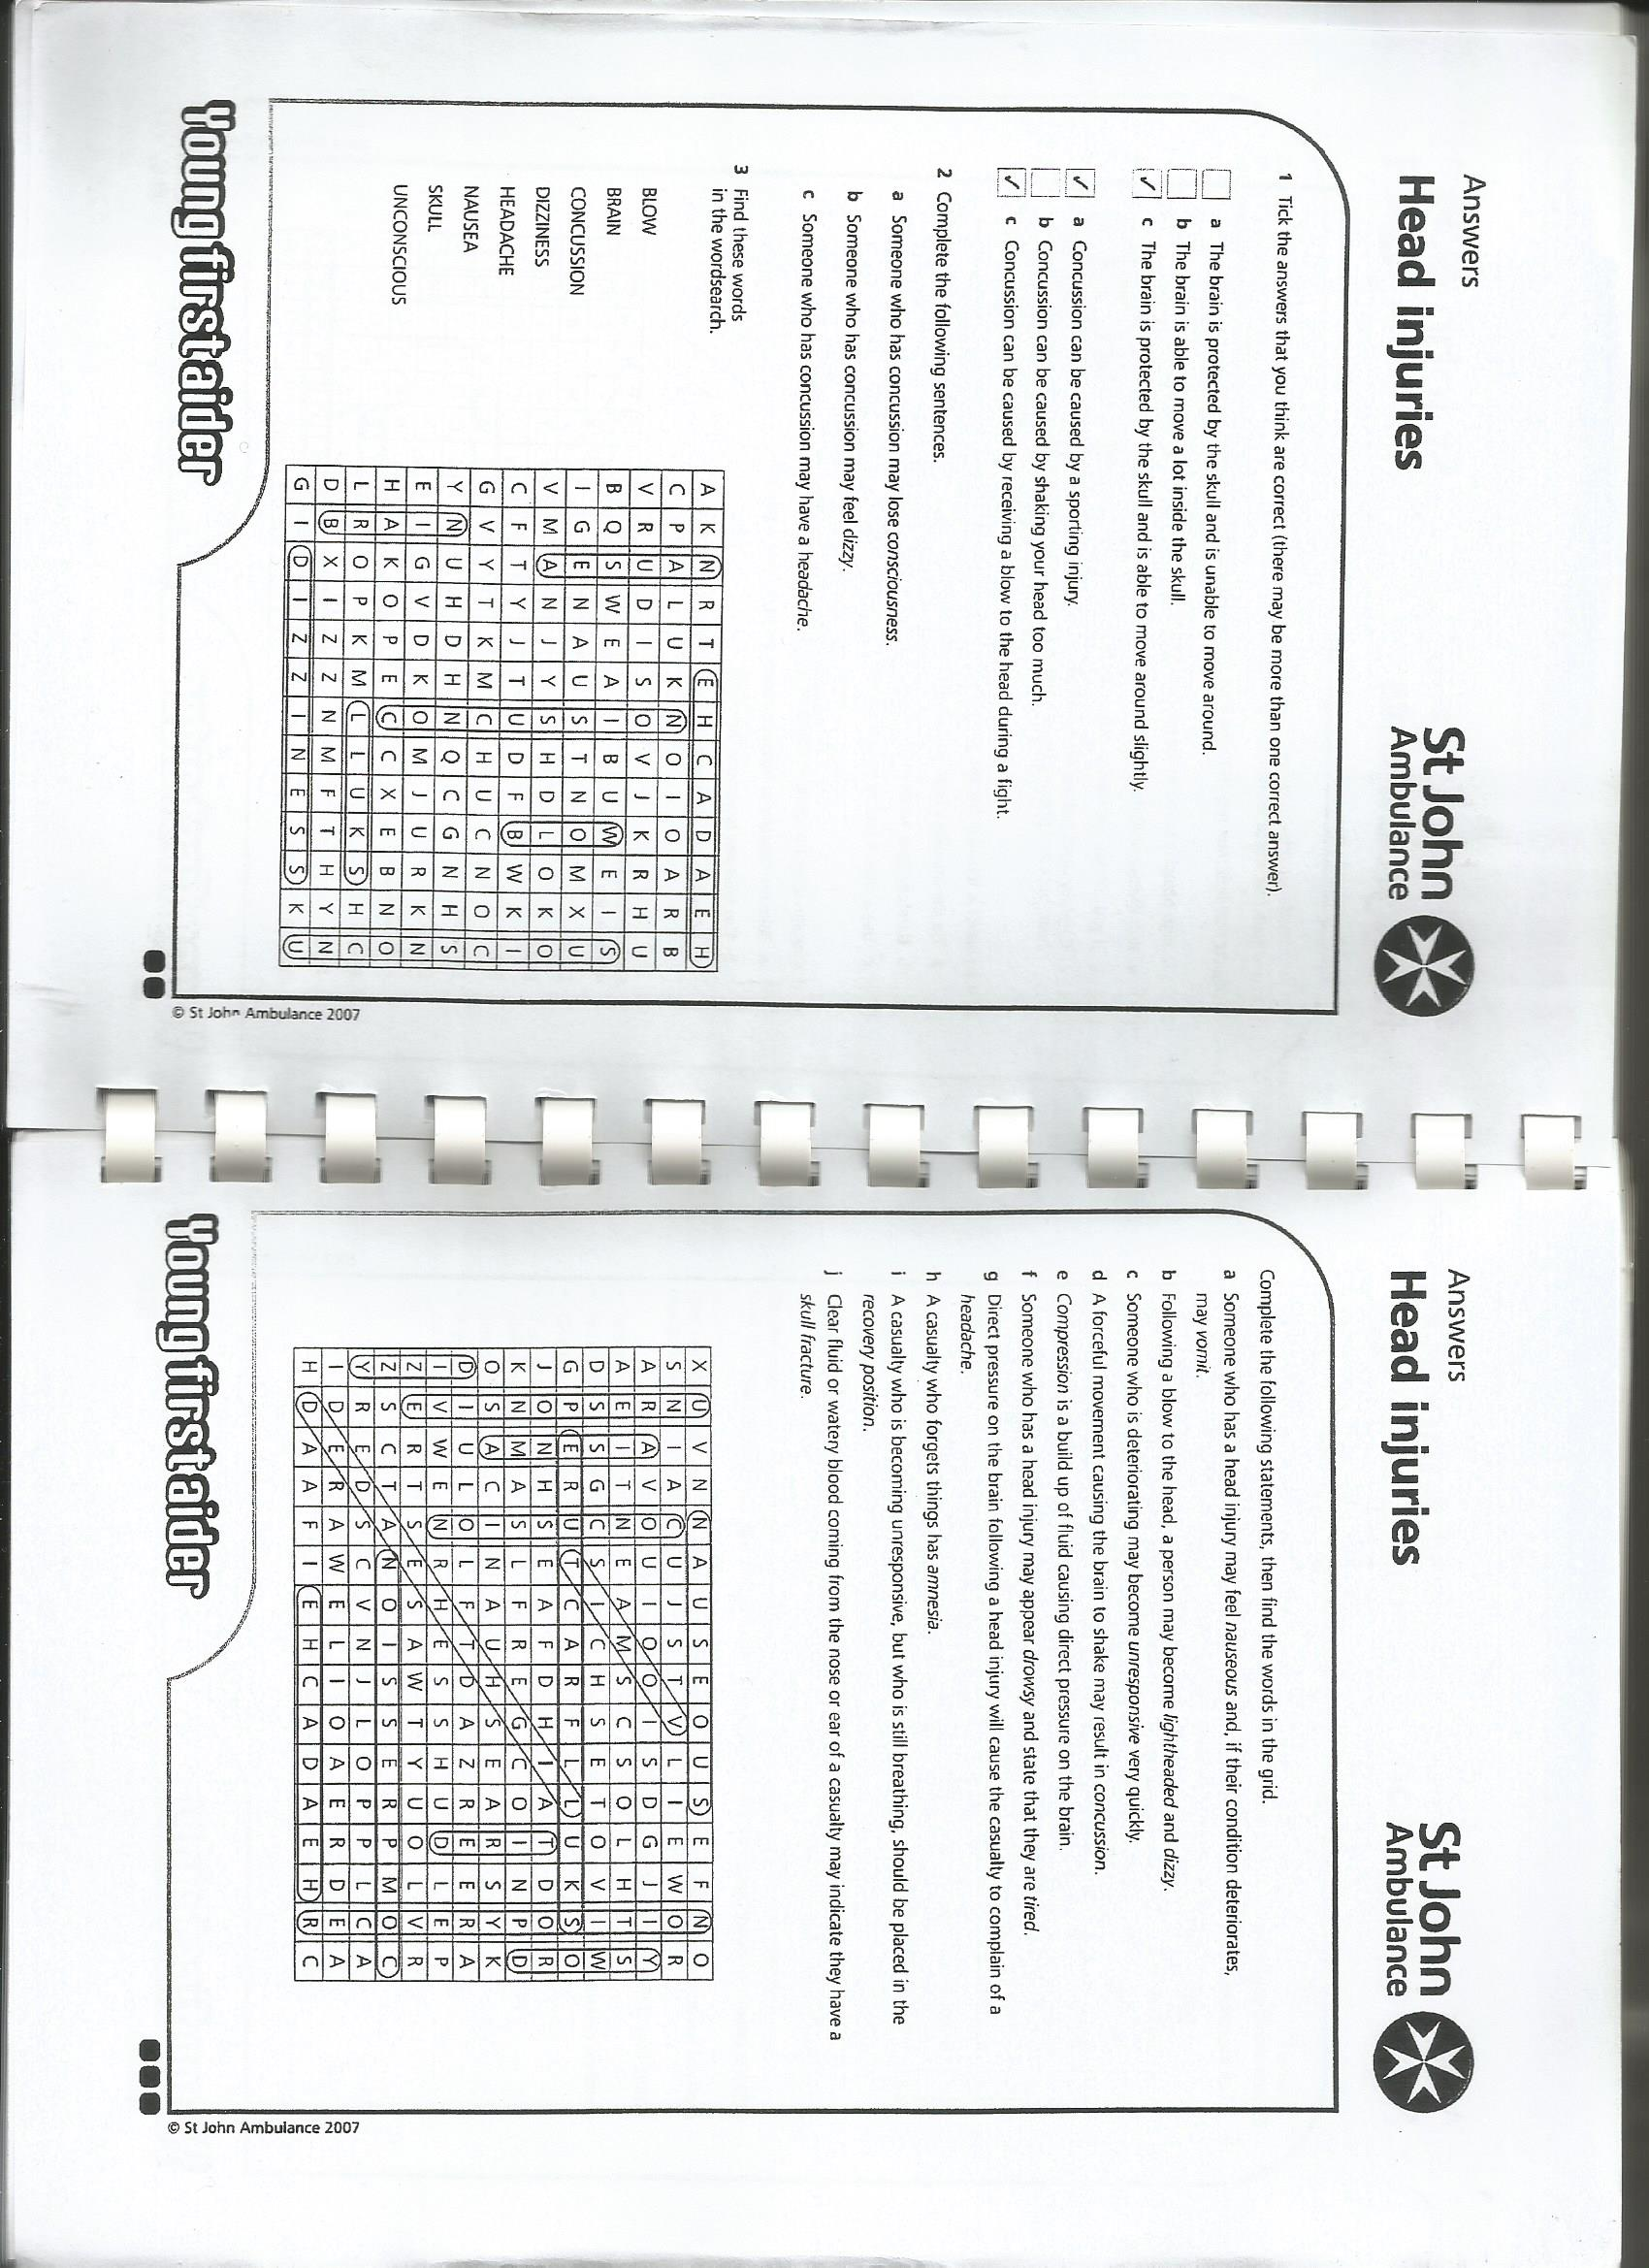 Answers
Head injuries
St John
Ambulance
1 Tick the answers that you think are correct (there may be more than one correct answer).
a The brain is protected by the skull and is unable to move around.
b The brain is able to move a lot inside the skull.
✓ c The brain is protected by the skull and is able to move around slightly.
✓ a Concussion can be caused by a sporting injury.
b Concussion can be caused by shaking your head too much.
✓ c Concussion can be caused by receiving a blow to the head during a fight.
2 Complete the following sentences.
a Someone who has concussion may lose consciousness.
b Someone who has concussion may feel dizzy.
c Someone who has concussion may have a headache.
3 Find these words
in the wordsearch.
BLOW
BRAIN
CONCUSSION
DIZZINESS
HEADACHE
NAUSEA
SKULL
UNCONSCIOUS
A K N R T E H C A D A E H
C P A L U K N O I O A R B
V R U D I S O V J K R H U
B Q S W E A I B U W E I S
I G E N A U S T N O M X U
V M A N J Y S H D L O K O
C F T Y J T U D F B W K I
G V Y T K M C H U C N O C
Y N U H D H N Q C G N H S
E I G V D K O M J U R K N
H A K O P E C C X E B N O
L R O P K M L L U K S H C
D B X I Z Z N M F T H Y N
G I D I Z Z I N E S S K U
Young first aider
© St John Ambulance 2007
Answers
Head injuries
St John
Ambulance
Complete the following statements, then find the words in the grid.
a Someone who has a head injury may feel nauseous and, if their condition deteriorates,
may vomit.
b Following a blow to the head, a person may become lightheaded and dizzy.
c Someone who is deteriorating may become unresponsive very quickly.
d A forceful movement causing the brain to shake may result in concussion.
e Compression is a build up of fluid causing direct pressure on the brain.
f Someone who has a head injury may appear drowsy and state that they are tired.
g Direct pressure on the brain following a head injury will cause the casualty to complain of a
headache.
h A casualty who forgets things has amnesia.
i A casualty who is becoming unresponsive, but who is still breathing, should be placed in the
recovery position.
j Clear fluid or watery blood coming from the nose or ear of a casualty may indicate they have a
skull fracture.
X U V N N A U S E O U S E F N O
S N I A C U J S T V L I E W O R
A R A V O U I O O I S D G J I Y
A E I T N E A M S C S O L H T S
D S S G C S I C H S E T O V I W
G P E R U T C A R F L L U K S O
J O N H S E A F D H I A T D O R
K N M A S L F R E G C O I N P D
O S A C I N A U H S E A R S Y K
D I U L O L F T D A Z R E E R A
I V W E N R H E S S H U D L E P
Z E R T S E S A W T Y U O L V R
Z S C T A N O I S S E R P M O C
Y R E D S C V N J L O P P L C A
I D E R A W E L I O A E R D E A
H D A A F I E H C A D A E H R C
Young first aider
© St John Ambulance 2007